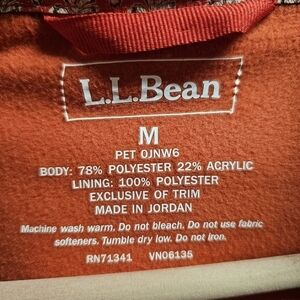 L.L.Bean
M
PET OJNW6
BODY: 78% POLYESTER 22% ACRYLIC
LINING: 100% POLYESTER
EXCLUSIVE OF TRIM
MADE IN JORDAN
Machine wash warm. Do not bleach. Do not use fabric
softeners. Tumble dry low. Do not iron.
RN71341 VN06135